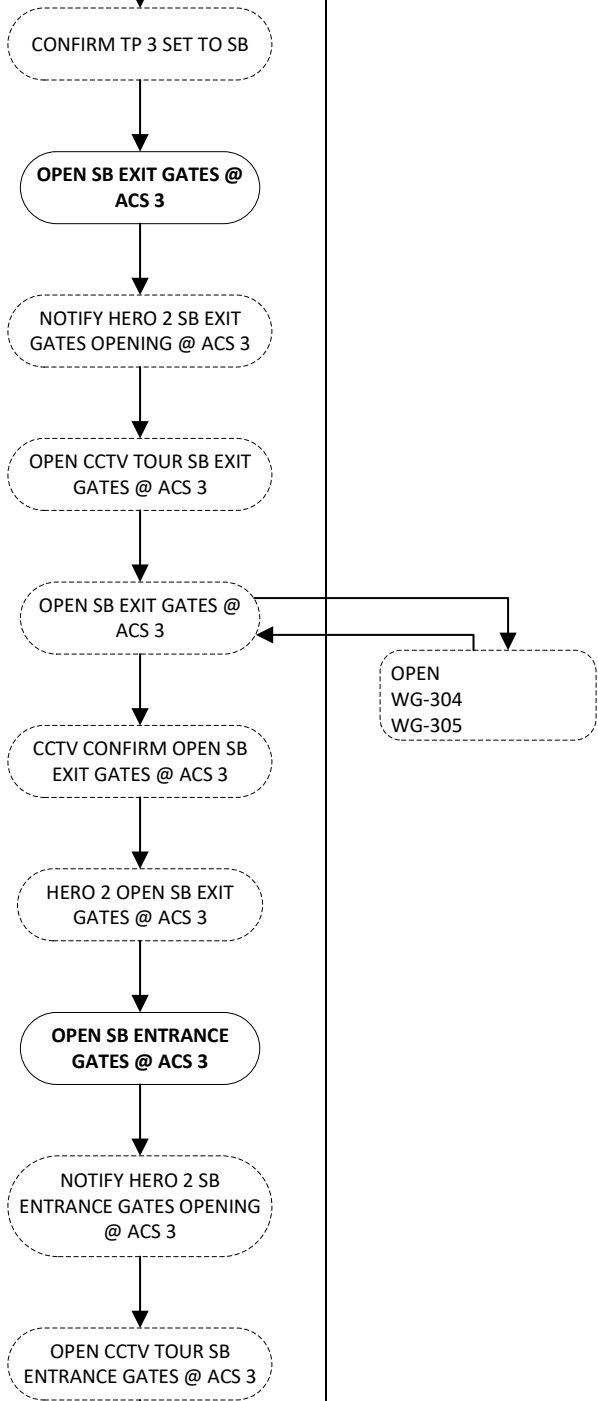 CONFIRM TP 3 SET TO SB
OPEN SB EXIT GATES @
ACS 3
NOTIFY HERO 2 SB EXIT
GATES OPENING @ ACS 3
OPEN CCTV TOUR SB EXIT
GATES @ ACS 3
OPEN SB EXIT GATES @
ACS 3
OPEN
WG-304
WG-305
CCTV CONFIRM OPEN SB
EXIT GATES @ ACS 3
HERO 2 OPEN SB EXIT
GATES @ ACS 3
OPEN SB ENTRANCE
GATES @ ACS 3
NOTIFY HERO 2 SB
ENTRANCE GATES OPENING
@ ACS 3
OPEN CCTV TOUR SB
ENTRANCE GATES @ ACS 3